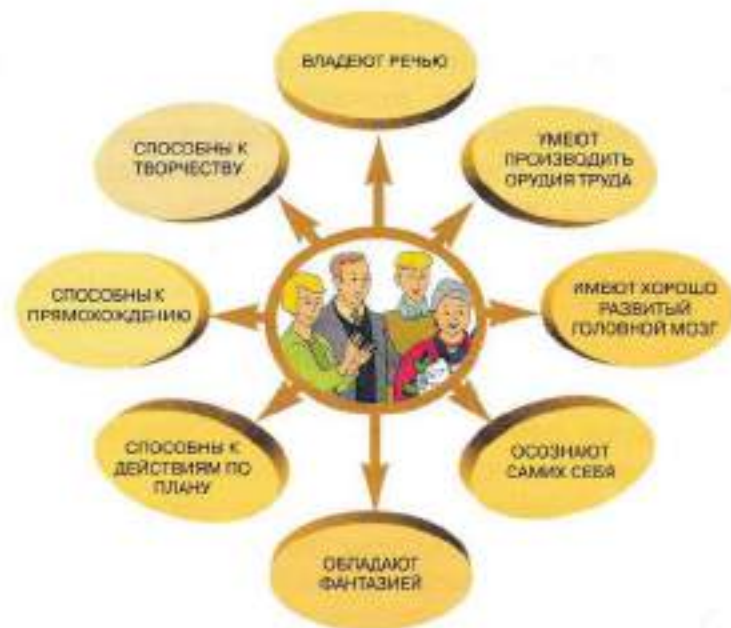 ВЛАДЕЮТ РЕЧЬЮ
УМЕЮТ
ПРОИЗВОДИТЬ
ОРУДИЯ ТРУДА
ИМЕЮТ ХОРОШО
РАЗВИТЫЙ
ГОЛОВНОЙ МОЗГ
ОСОЗНАЮТ
САМИХ СЕБЯ
ОБЛАДАЮТ
ФАНТАЗИЕЙ
СПОСОБНЫ К
ДЕЙСТВИЯМ ПО
ПЛАНУ
СПОСОБНЫ К
ПРЯМОХОЖДЕНИЮ
СПОСОБНЫ К
ТВОРЧЕСТВУ